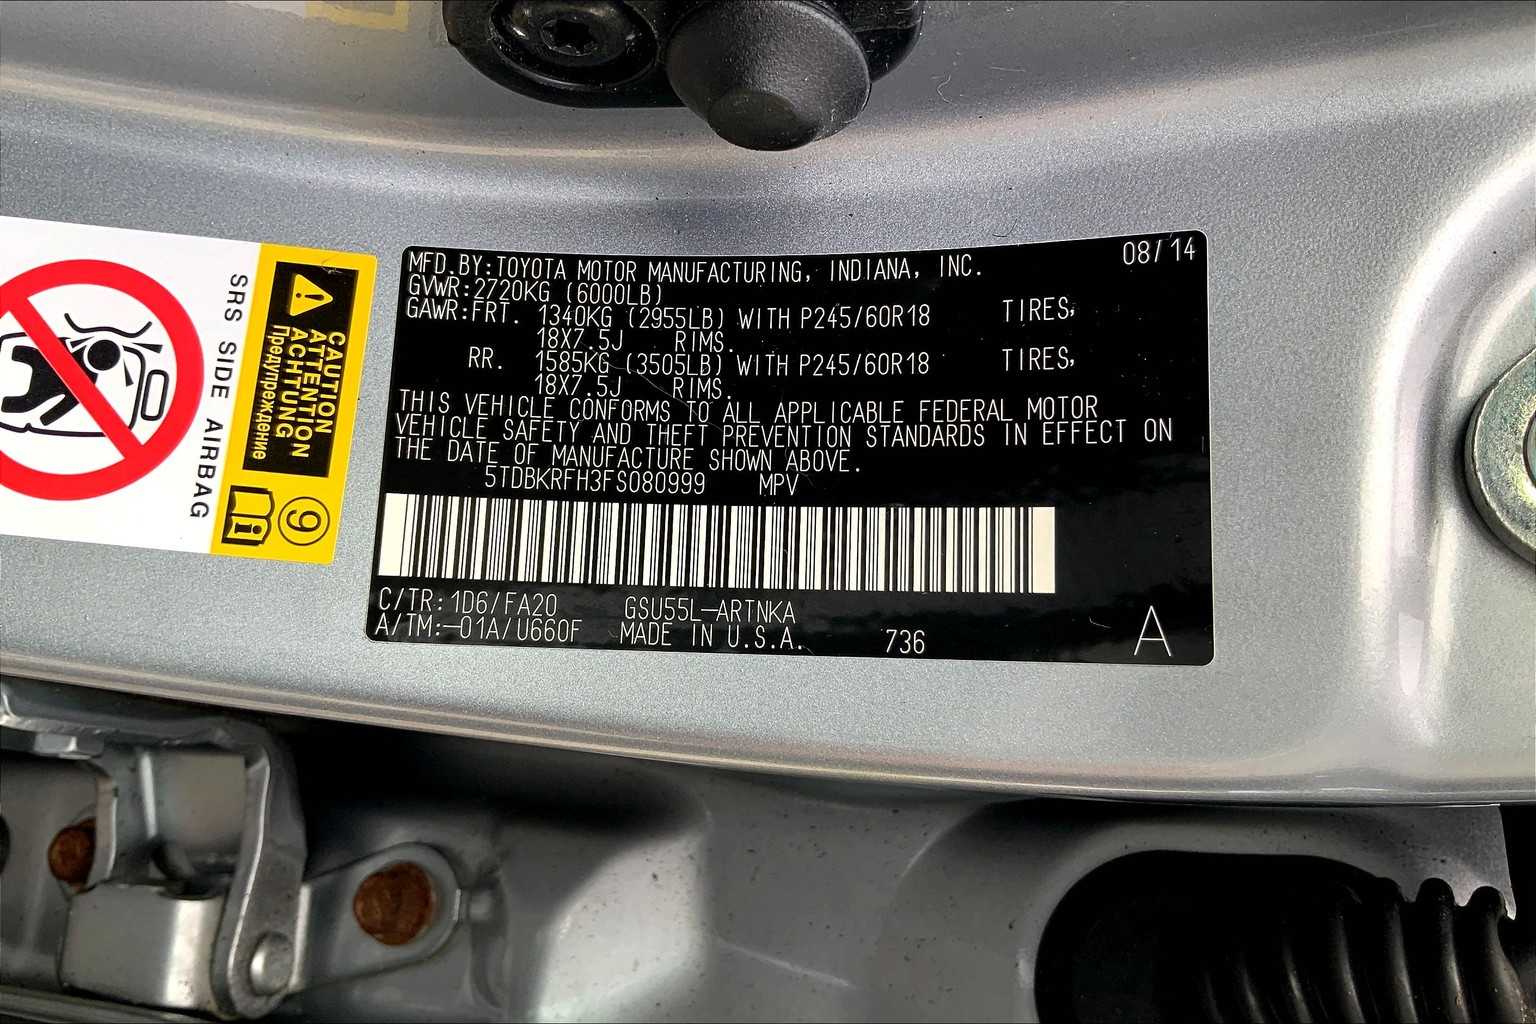 SRS SIDE AIRBAG
CAUTION
ATTENTION
ACHTUNG
Предупреждение
i
9
MFD.BY:TOYOTA MOTOR MANUFACTURING, INDIANA, INC. 08/14
GVWR:2720KG (6000LB)
GAWR:FRT. 1340KG (2955LB) WITH P245/60R18 TIRES,
18X7.5J RIMS.
RR. 1585KG (3505LB) WITH P245/60R18 TIRES,
18X7.5J RIMS.
THIS VEHICLE CONFORMS TO ALL APPLICABLE FEDERAL MOTOR
VEHICLE SAFETY AND THEFT PREVENTION STANDARDS IN EFFECT ON
THE DATE OF MANUFACTURE SHOWN ABOVE.
5TDBKRFH3FS080999 MPV
C/TR:1D6/FA20 GSU55L-ARTNKA
A/TM:-01A/U660F MADE IN U.S.A. 736 A